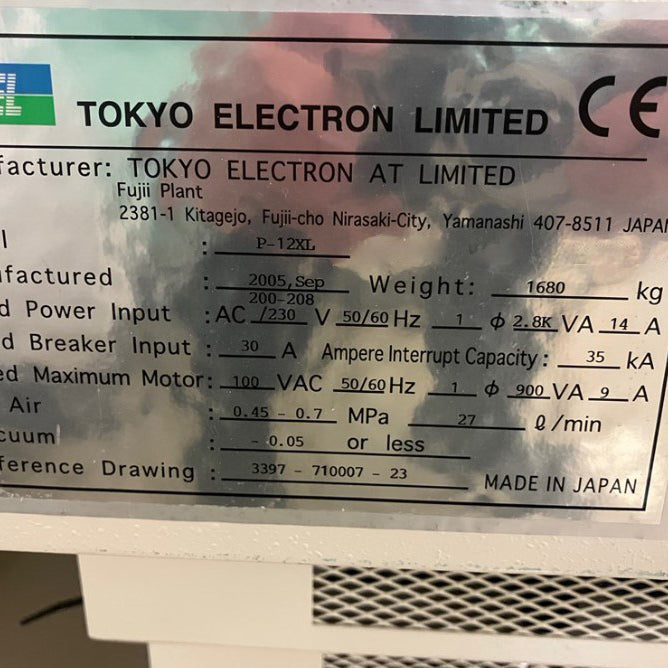 TOKYO ELECTRON LIMITED CE
facturer: TOKYO ELECTRON AT LIMITED
Fujii Plant
2381-1 Kitagejo, Fujii-cho Nirasaki-City, Yamanashi 407-8511 JAPAN
l : P-12XL
ufactured : 2005,Sep Weight: 1680 kg
d Power Input : AC 200-208/230 V 50/60 Hz 1 ϕ 2.8K VA 14 A
d Breaker Input : 30 A Ampere Interrupt Capacity : 35 kA
ed Maximum Motor: 100 VAC 50/60 Hz 1 ϕ 900 VA 9 A
Air : 0.45 - 0.7 MPa 27 ℓ/min
cuum : - 0.05 or less
ference Drawing : 3397 - 710007 - 23
MADE IN JAPAN